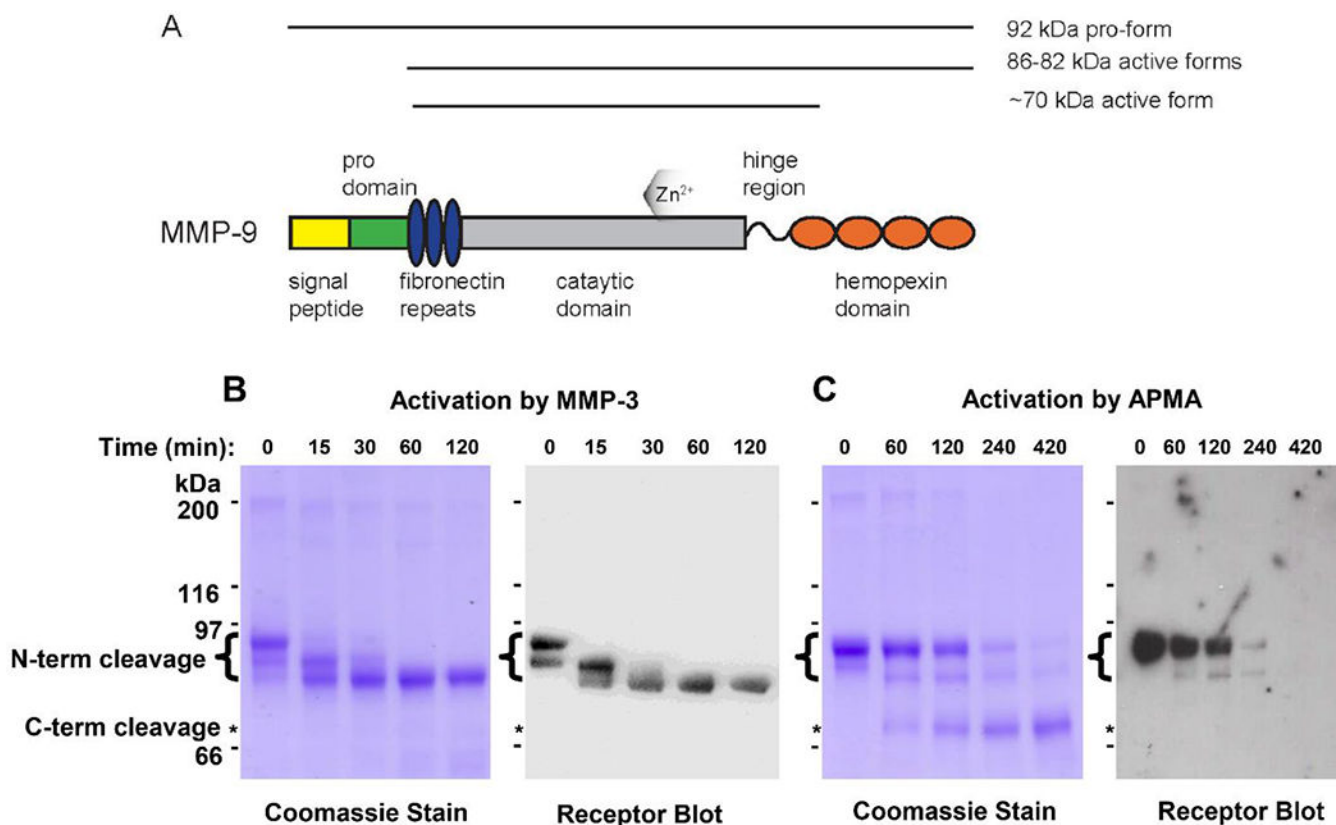 A
92 kDa pro-form
86-82 kDa active forms
~70 kDa active form
pro
domain
Zn²⁺
hinge
region
MMP-9
signal
peptide
fibronectin
repeats
cataytic
domain
hemopexin
domain
B
Activation by MMP-3
C
Activation by APMA
Time (min):
0 15 30 60 120
0 15 30 60 120
0 60 120 240 420
0 60 120 240 420
kDa
200
116
97
N-term cleavage
C-term cleavage *
66
* * *
Coomassie Stain
Receptor Blot
Coomassie Stain
Receptor Blot